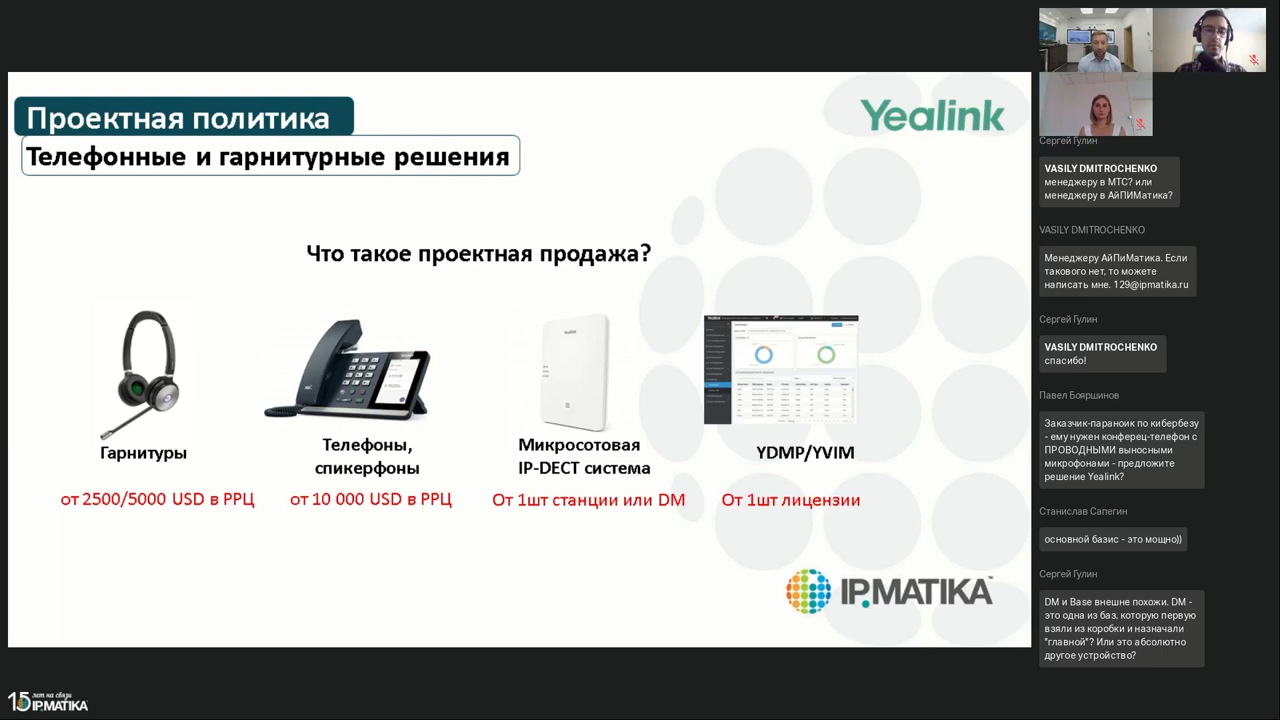 Проектная политика
Телефонные и гарнитурные решения
Yealink
Что такое проектная продажа?
Гарнитуры
Телефоны,
спикерфоны
Микросотовая
IP-DECT система
YDMP/YVIM
от 2500/5000 USD в РРЦ
от 10 000 USD в РРЦ
От 1шт станции или DM
От 1шт лицензии
IPMATIKA
15 лет на связи
IPMATIKA
Сергей Гулин
VASILY DMITROCHENKO
менеджеру в МТС? или
менеджеру в АйПИМатика?
VASILY DMITROCHENKO
Менеджеру АйПиМатика. Если
такового нет, то можете
написать мне. 129@ipmatika.ru
Сергей Гулин
VASILY DMITROCHENKO
спасибо!
Павел Бояршинов
Заказчик-параноик по кибербезу
- ему нужен конферец-телефон с
ПРОВОДНЫМИ выносными
микрофонами - предложите
решение Yealink?
Станислав Сапегин
основной базис - это мощно))
Сергей Гулин
DM и Base внешне похожи. DM -
это одна из баз, которую первую
взяли из коробки и назначали
"главной"? Или это абсолютно
другое устройство?